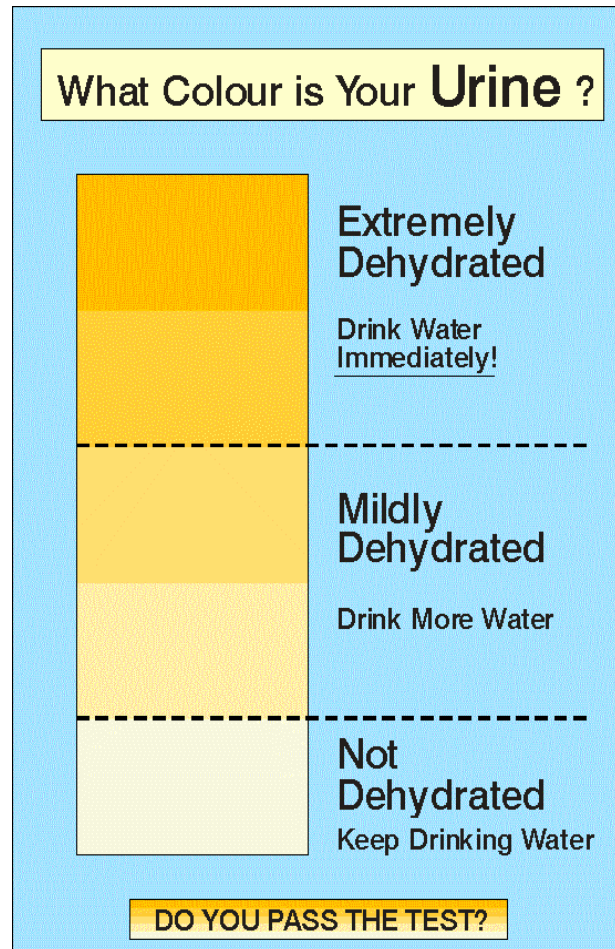 What Colour is Your Urine ?
Extremely
Dehydrated
Drink Water
Immediately!
Mildly
Dehydrated
Drink More Water
Not
Dehydrated
Keep Drinking Water
DO YOU PASS THE TEST?